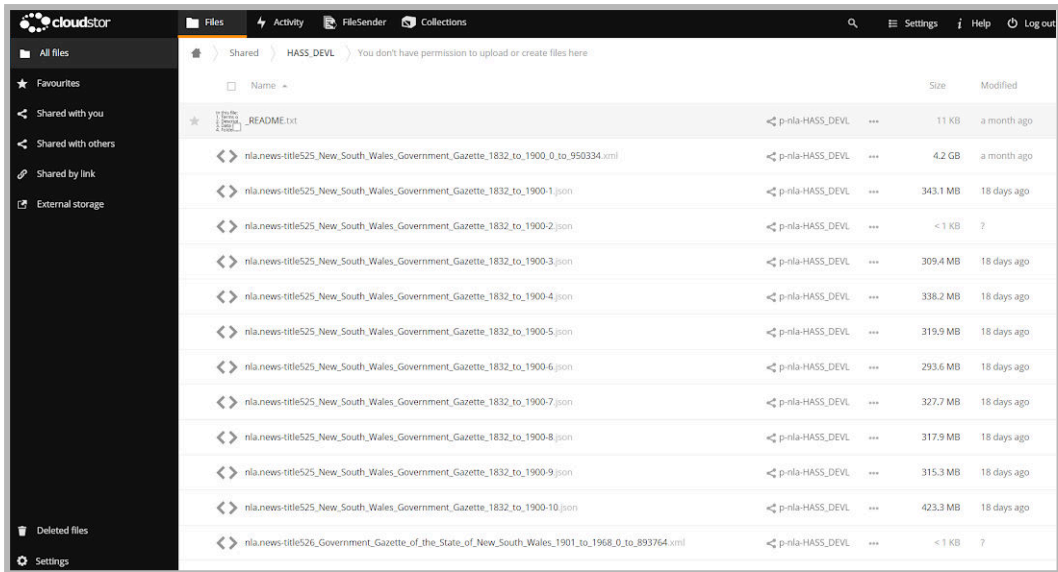 cloudstor Files Activity FileSender Collections Settings Help Log out
All files
Favourites
Shared with you
Shared with others
Shared by link
External storage
Deleted files
Settings
Shared HASS_DEVL You don't have permission to upload or create files here
Name Size Modified
_README.txt p-nla-HASS_DEVL ... 11 KB a month ago
nla.news-title525_New_South_Wales_Government_Gazette_1832_to_1900_0_to_950334.xml p-nla-HASS_DEVL ... 4.2 GB a month ago
nla.news-title525_New_South_Wales_Government_Gazette_1832_to_1900-1.json p-nla-HASS_DEVL ... 343.1 MB 18 days ago
nla.news-title525_New_South_Wales_Government_Gazette_1832_to_1900-2.json p-nla-HASS_DEVL ... < 1 KB ?
nla.news-title525_New_South_Wales_Government_Gazette_1832_to_1900-3.json p-nla-HASS_DEVL ... 309.4 MB 18 days ago
nla.news-title525_New_South_Wales_Government_Gazette_1832_to_1900-4.json p-nla-HASS_DEVL ... 338.2 MB 18 days ago
nla.news-title525_New_South_Wales_Government_Gazette_1832_to_1900-5.json p-nla-HASS_DEVL ... 319.9 MB 18 days ago
nla.news-title525_New_South_Wales_Government_Gazette_1832_to_1900-6.json p-nla-HASS_DEVL ... 293.6 MB 18 days ago
nla.news-title525_New_South_Wales_Government_Gazette_1832_to_1900-7.json p-nla-HASS_DEVL ... 327.7 MB 18 days ago
nla.news-title525_New_South_Wales_Government_Gazette_1832_to_1900-8.json p-nla-HASS_DEVL ... 317.9 MB 18 days ago
nla.news-title525_New_South_Wales_Government_Gazette_1832_to_1900-9.json p-nla-HASS_DEVL ... 315.3 MB 18 days ago
nla.news-title525_New_South_Wales_Government_Gazette_1832_to_1900-10.json p-nla-HASS_DEVL ... 423.3 MB 18 days ago
nla.news-title526_Government_Gazette_of_the_State_of_New_South_Wales_1901_to_1968_0_to_893764.xml p-nla-HASS_DEVL ... < 1 KB ?